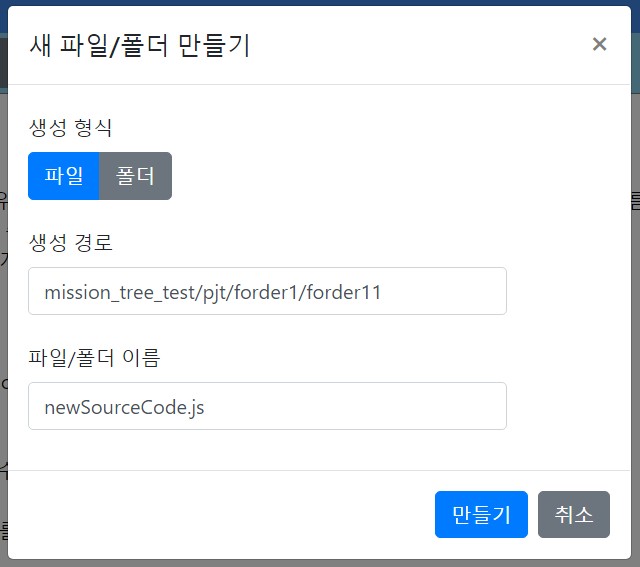 새 파일/폴더 만들기 ×
생성 형식
파일 폴더
생성 경로
mission_tree_test/pjt/forder1/forder11
파일/폴더 이름
newSourceCode.js
만들기 취소